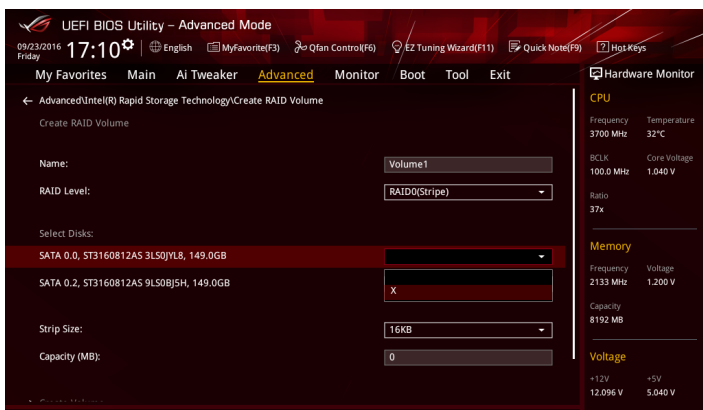 UEFI BIOS Utility – Advanced Mode
09/23/2016 Friday 17:10 English MyFavorite(F3) Qfan Control(F6) EZ Tuning Wizard(F11) Quick Note(F9) ? Hot Keys
My Favorites Main Ai Tweaker Advanced Monitor Boot Tool Exit
← Advanced\Intel(R) Rapid Storage Technology\Create RAID Volume
Create RAID Volume
Name: Volume1
RAID Level: RAID0(Stripe)
Select Disks:
SATA 0.0, ST3160812AS 3LS0JYL8, 149.0GB
X
SATA 0.2, ST3160812AS 9LS0BJ5H, 149.0GB
Strip Size: 16KB
Capacity (MB): 0
Create Volume
Hardware Monitor
CPU
Frequency Temperature
3700 MHz 32°C
BCLK Core Voltage
100.0 MHz 1.040 V
Ratio
37x
Memory
Frequency Voltage
2133 MHz 1.200 V
Capacity
8192 MB
Voltage
+12V +5V
12.096 V 5.040 V